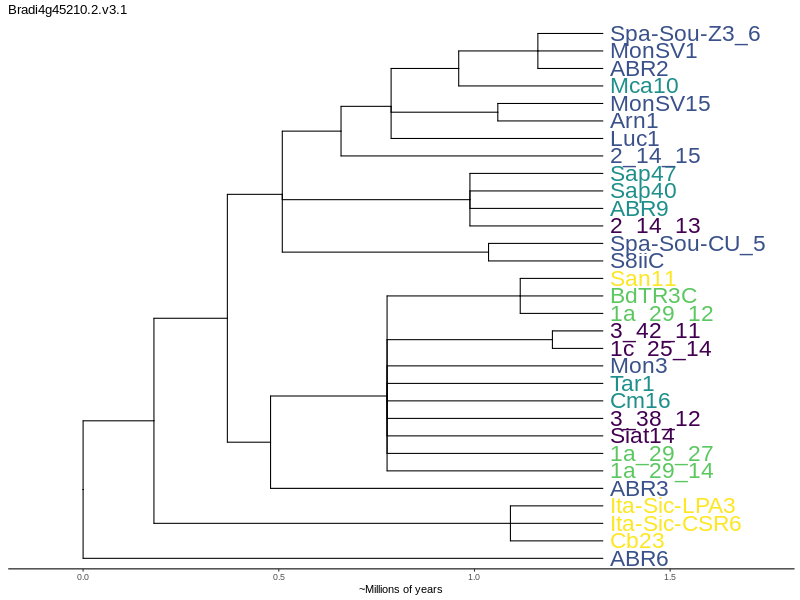 Bradi4g45210.2.v3.1
Spa-Sou-Z3_6
MonSV1
ABR2
Mca10
MonSV15
Arn1
Luc1
2_14_15
Sap47
Sap40
ABR9
2_14_13
Spa-Sou-CU_5
S8iiC
San11
BdTR3C
1a_29_12
3_42_11
1c_25_14
Mon3
Tar1
Cm16
3_38_12
Siat14
1a_29_27
1a_29_14
ABR3
Ita-Sic-LPA3
Ita-Sic-CSR6
Cb23
ABR6
0.0 0.5 1.0 1.5
~Millions of years